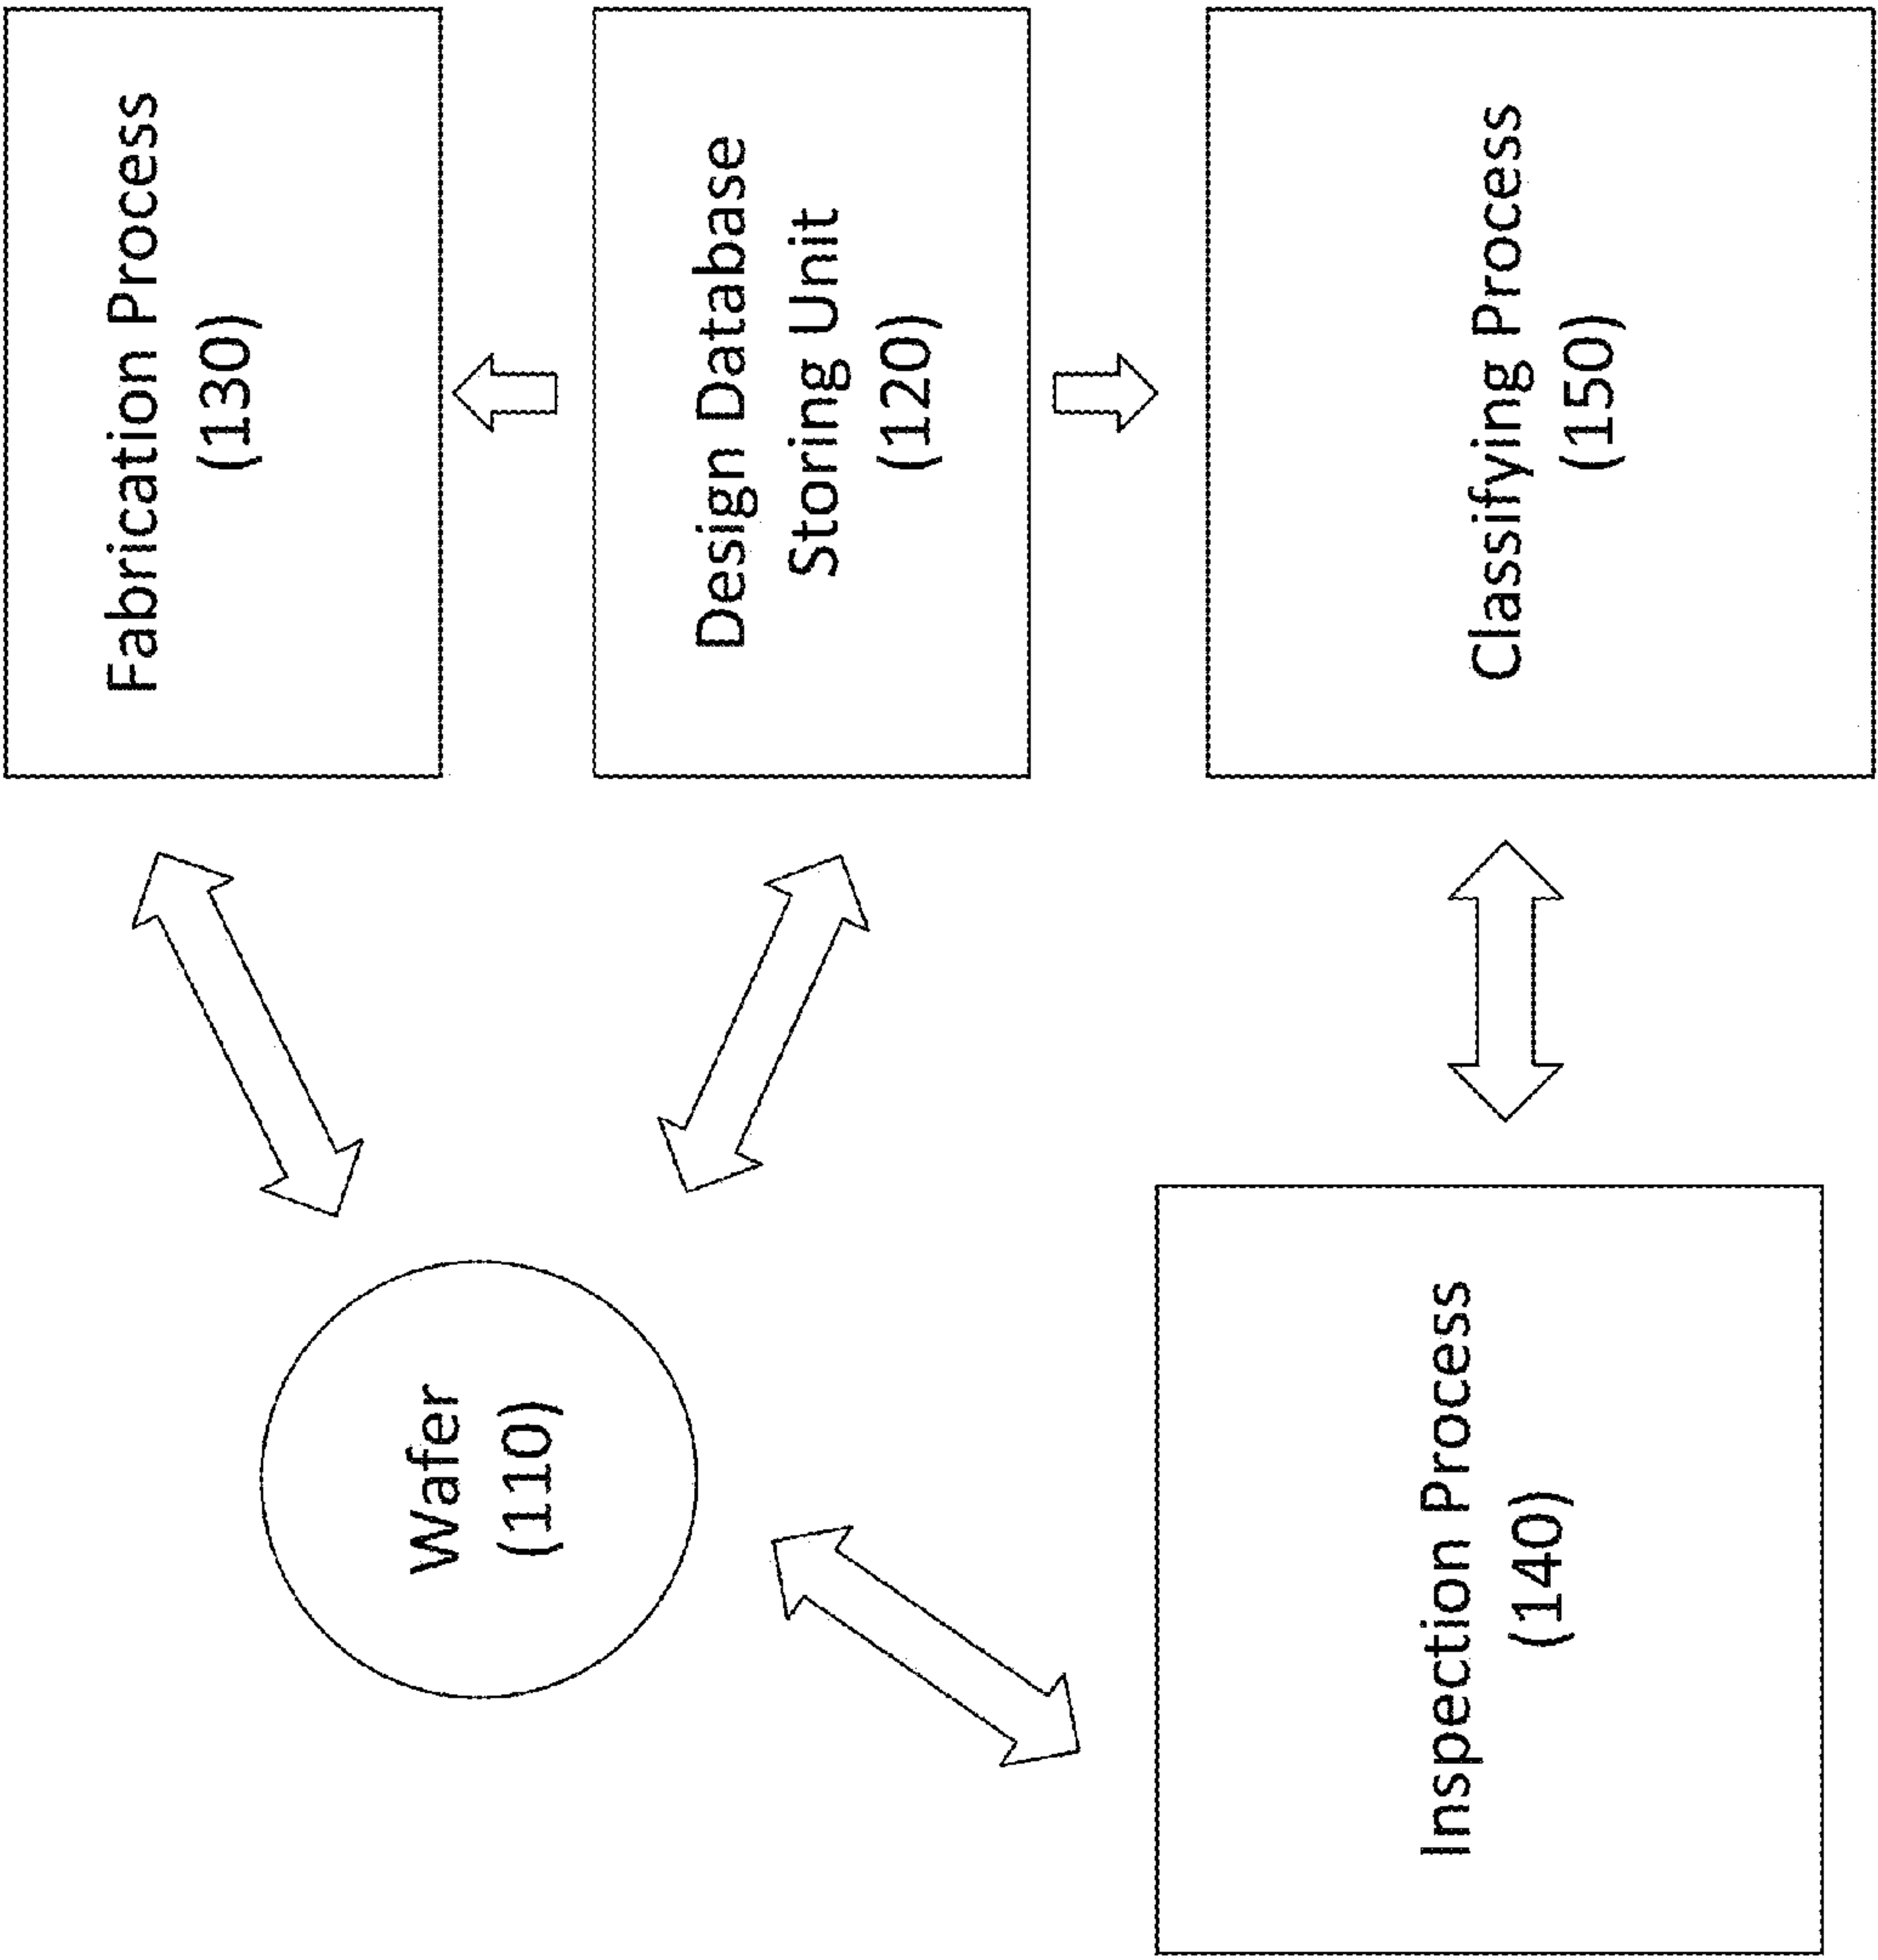 Fabrication Process
(130)
Design Database
Storing Unit
(120)
Classifying Process
(150)
Wafer
(110)
Inspection Process
(140)